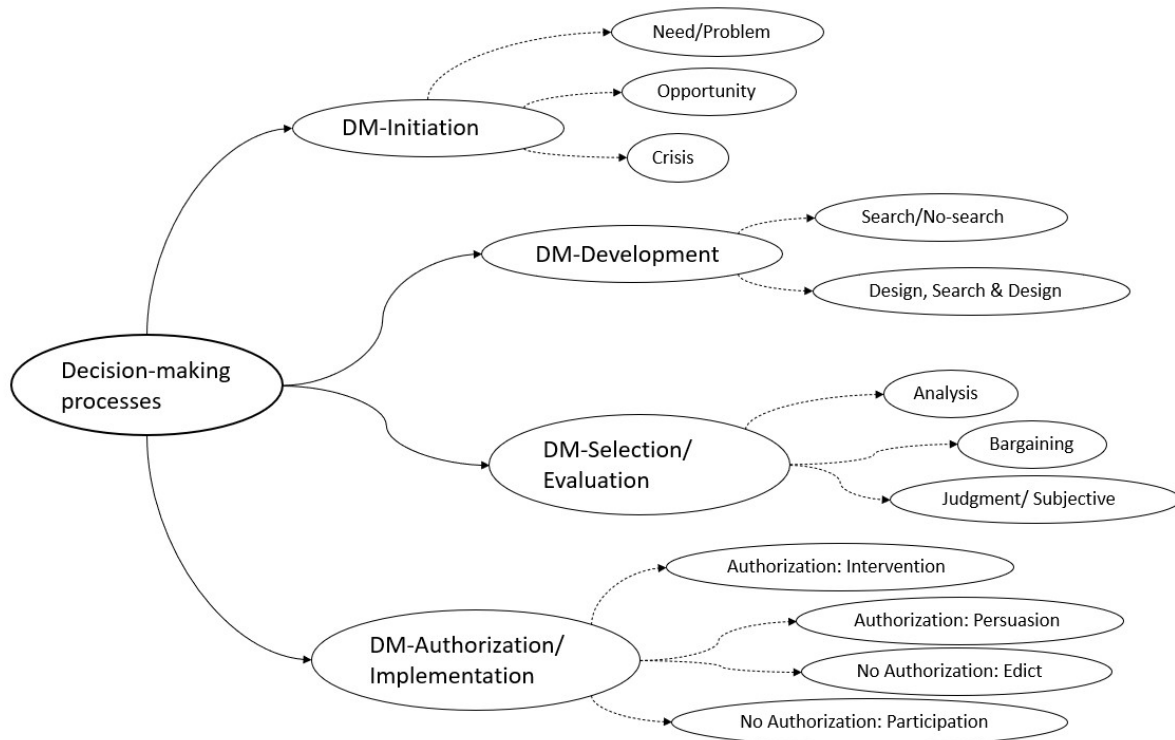 Need/Problem
Opportunity
DM-Initiation
Crisis
Search/No-search
DM-Development
Design, Search & Design
Decision-making
processes
Analysis
DM-Selection/
Evaluation
Bargaining
Judgment/ Subjective
Authorization: Intervention
Authorization: Persuasion
DM-Authorization/
Implementation
No Authorization: Edict
No Authorization: Participation